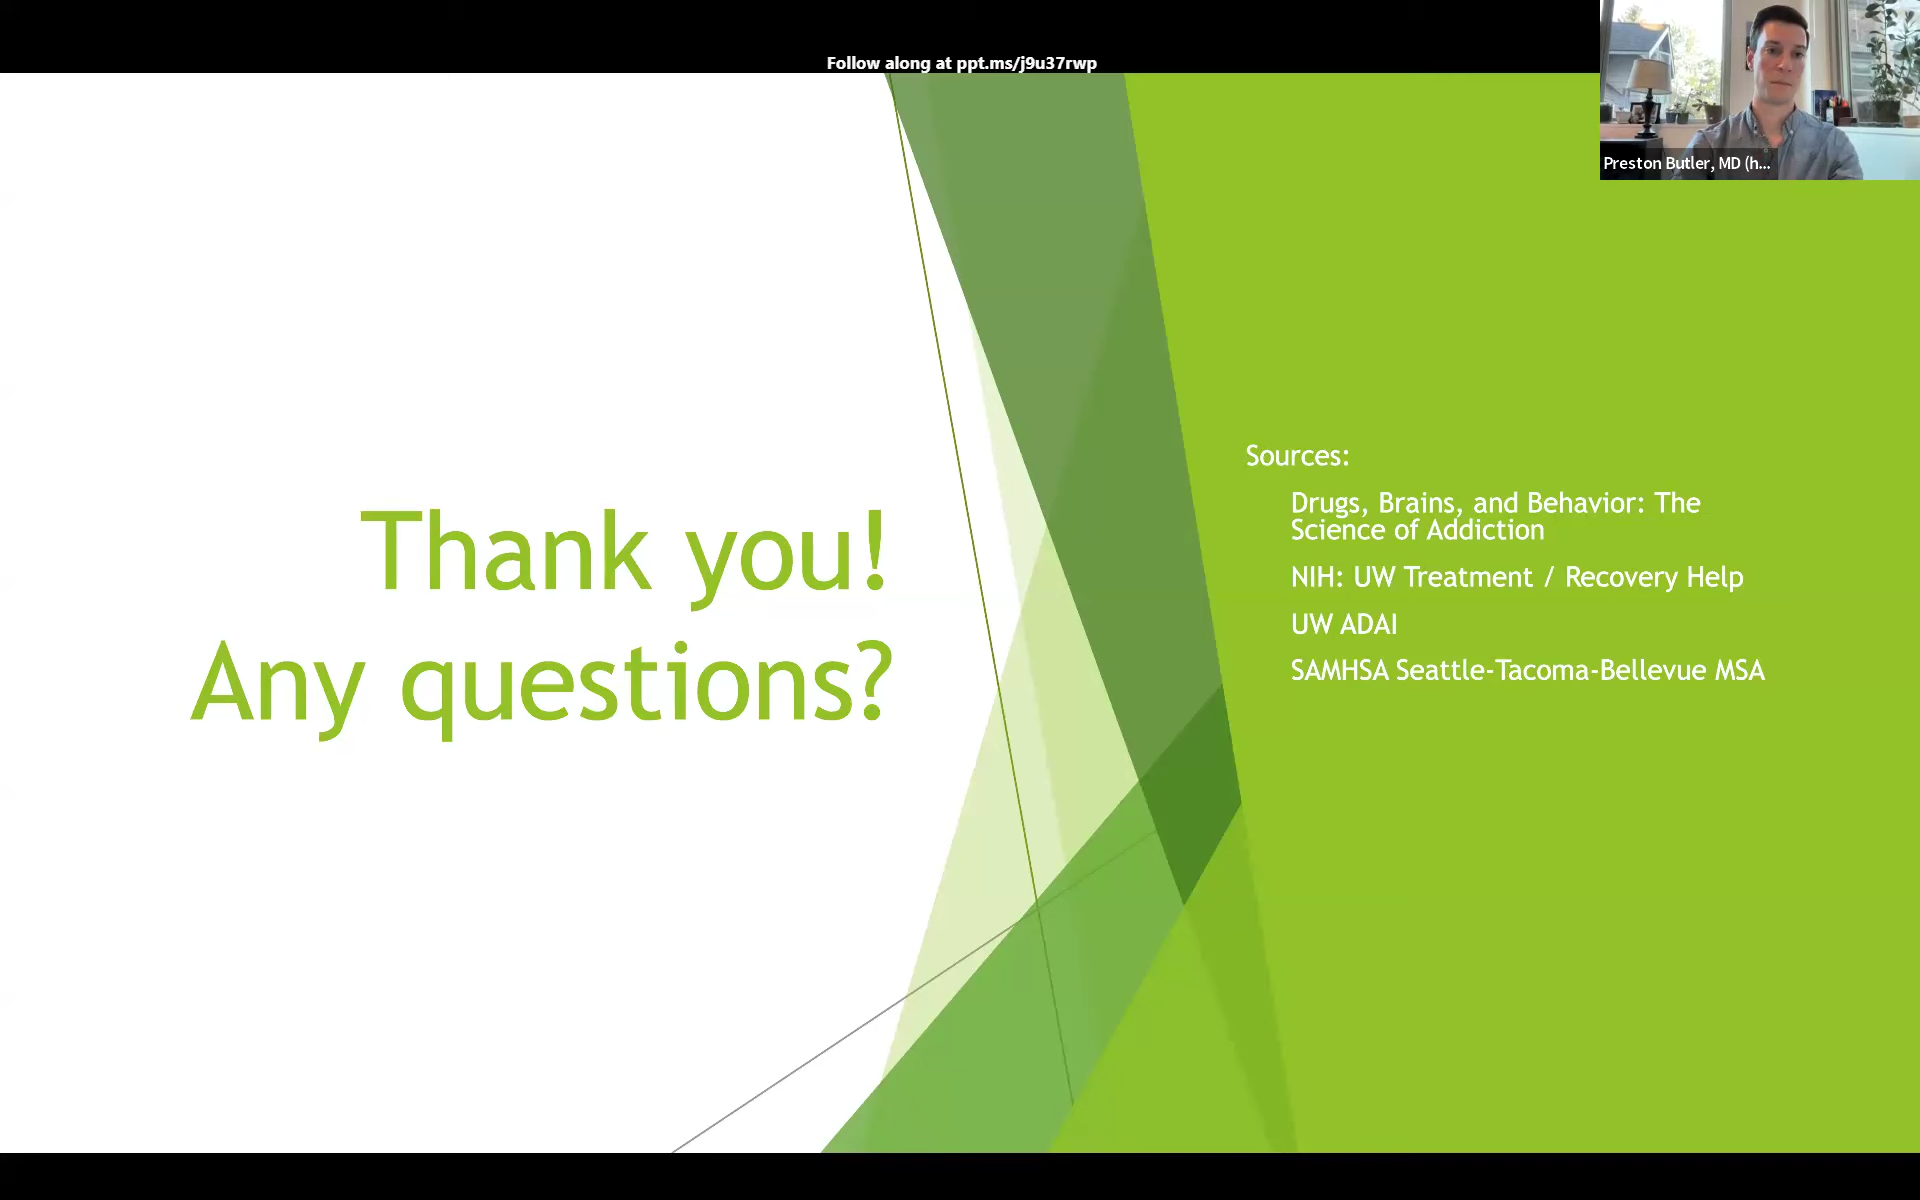 Follow along at ppt.ms/j9u37rwp
Preston Butler, MD (h...
Thank you!
Any questions?
Sources:
Drugs, Brains, and Behavior: The
Science of Addiction
NIH: UW Treatment / Recovery Help
UW ADAI
SAMHSA Seattle-Tacoma-Bellevue MSA